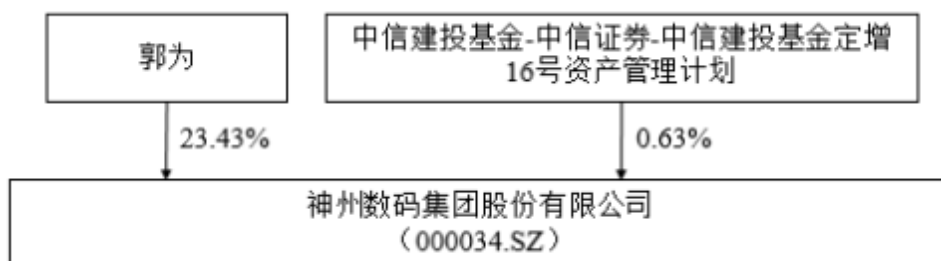 郭为
中信建投基金-中信证券-中信建投基金定增
16号资产管理计划
23.43%
0.63%
神州数码集团股份有限公司
（000034.SZ）